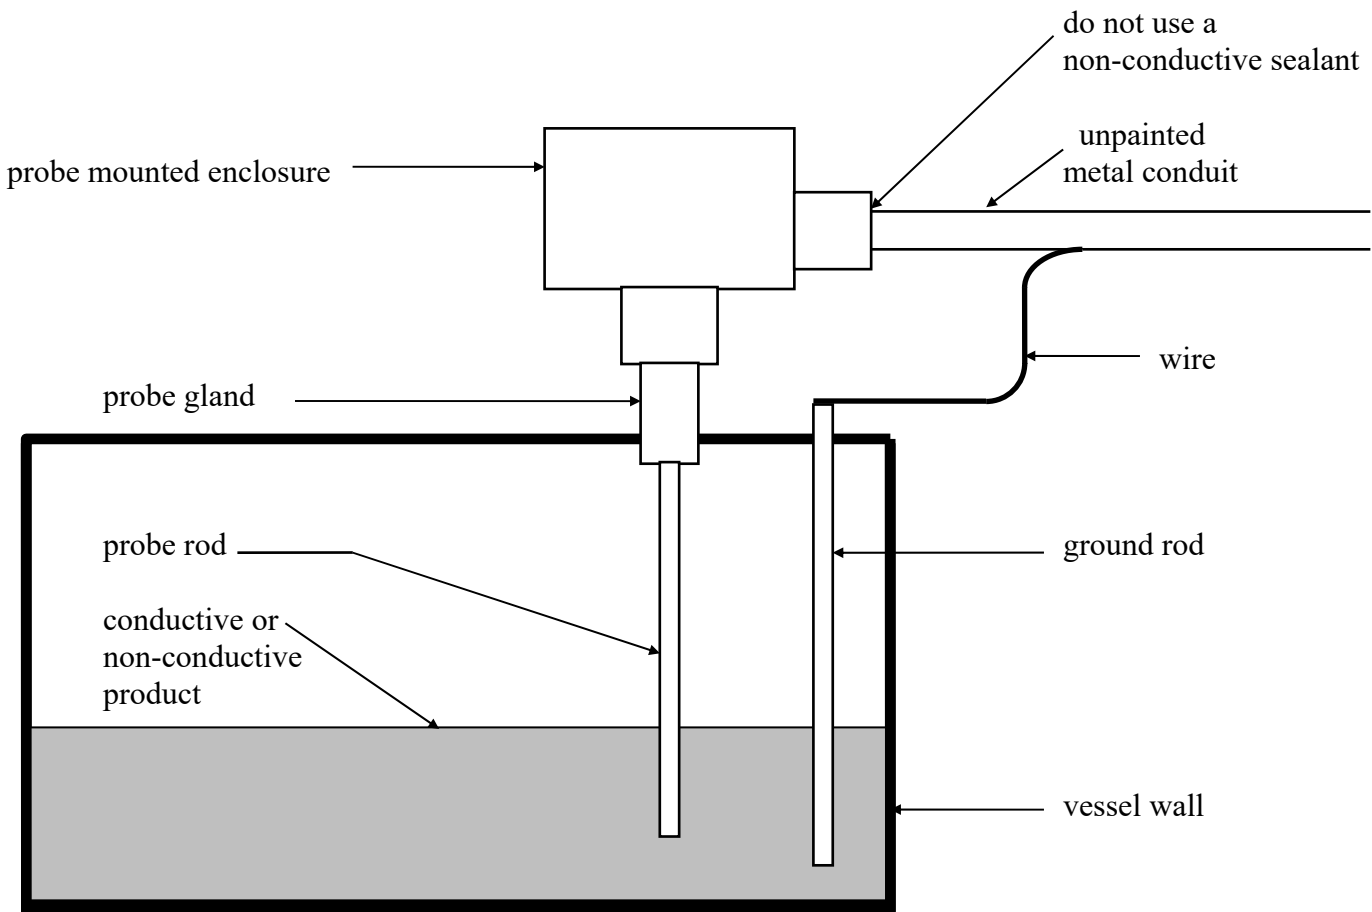 do not use a
non-conductive sealant
unpainted
metal conduit
probe mounted enclosure
wire
probe gland
probe rod
ground rod
conductive or
non-conductive
product
vessel wall